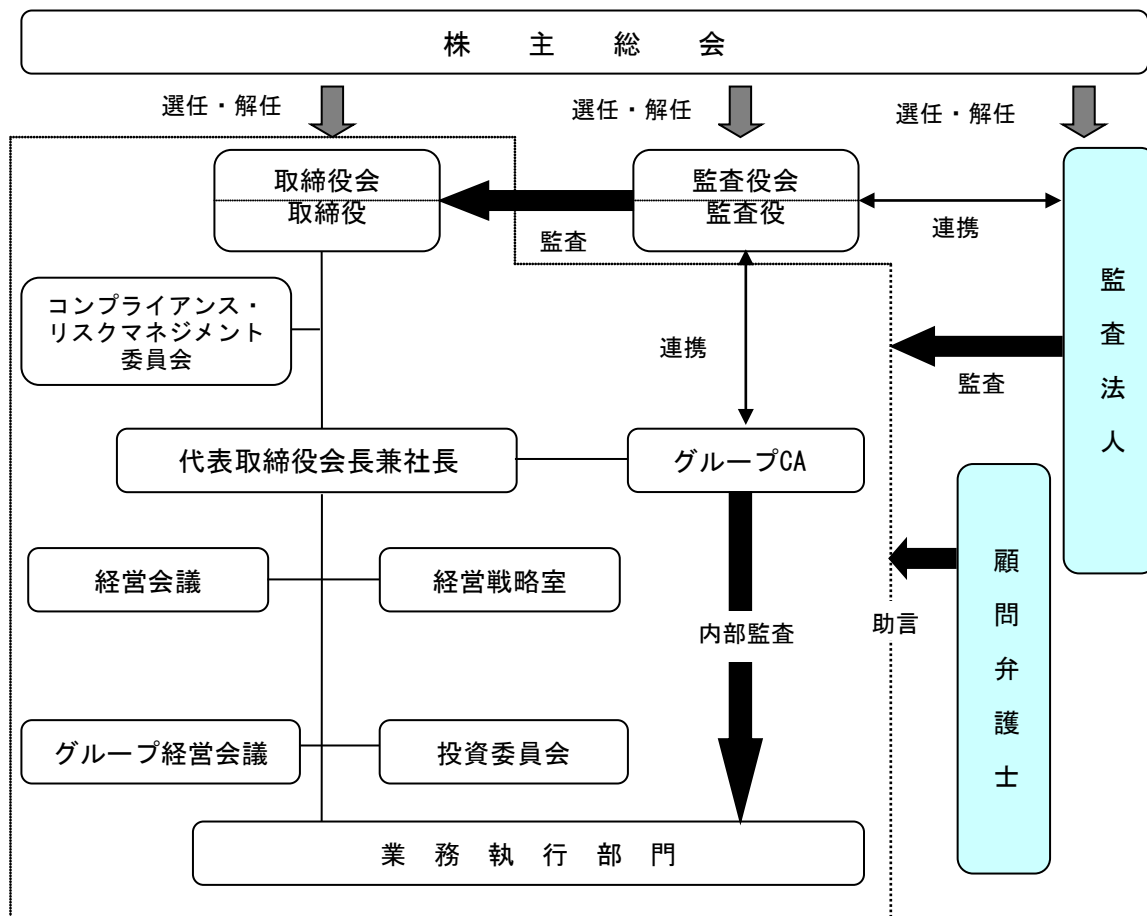 株主総会
選任・解任
選任・解任
選任・解任
取締役会
取締役
監査役会
監査役
監査
連携
監査法人
コンプライアンス・
リスクマネジメント
委員会
連携
監査
代表取締役会長兼社長
グループCA
経営会議
経営戦略室
内部監査
助言
顧問弁護士
グループ経営会議
投資委員会
業務執行部門